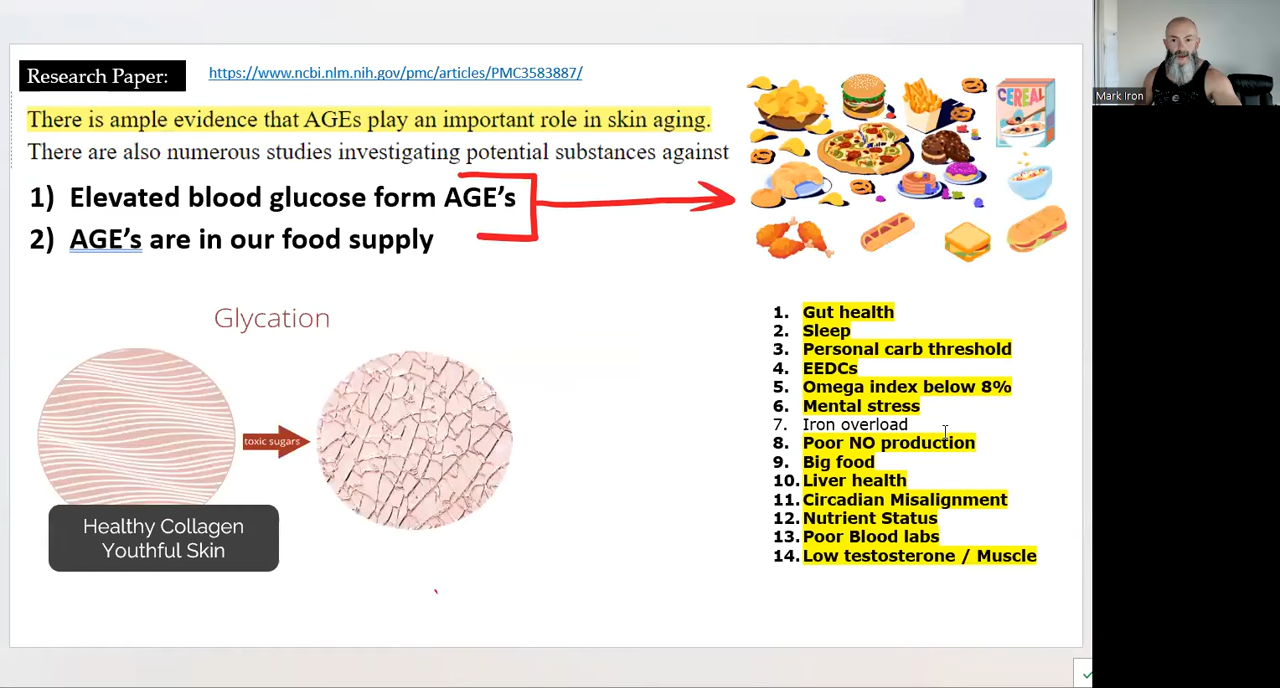 Research Paper:
https://www.ncbi.nlm.nih.gov/pmc/articles/PMC3583887/
There is ample evidence that AGEs play an important role in skin aging.
There are also numerous studies investigating potential substances against
1) Elevated blood glucose form AGE's
2) AGE's are in our food supply
CEREAL
Mark Iron
Glycation
toxic sugars
Healthy Collagen
Youthful Skin
1. Gut health
2. Sleep
3. Personal carb threshold
4. EEDCs
5. Omega index below 8%
6. Mental stress
7. Iron overload
8. Poor NO production
9. Big food
10. Liver health
11. Circadian Misalignment
12. Nutrient Status
13. Poor Blood labs
14. Low testosterone / Muscle